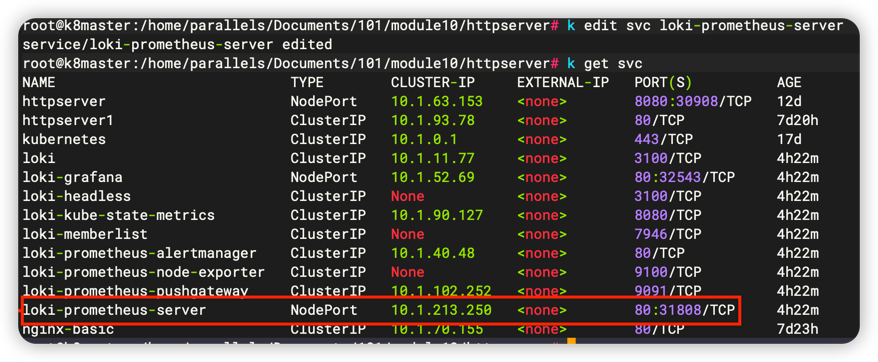 root@k8master:/home/parallels/Documents/101/module10/httpserver# k edit svc loki-prometheus-server
service/loki-prometheus-server edited
root@k8master:/home/parallels/Documents/101/module10/httpserver# k get svc
NAME TYPE CLUSTER-IP EXTERNAL-IP PORT(S) AGE
httpserver NodePort 10.1.63.153 <none> 8080:30908/TCP 12d
httpserver1 ClusterIP 10.1.93.78 <none> 80/TCP 7d20h
kubernetes ClusterIP 10.1.0.1 <none> 443/TCP 17d
loki ClusterIP 10.1.11.77 <none> 3100/TCP 4h22m
loki-grafana NodePort 10.1.52.69 <none> 80:32543/TCP 4h22m
loki-headless ClusterIP None <none> 3100/TCP 4h22m
loki-kube-state-metrics ClusterIP 10.1.90.127 <none> 8080/TCP 4h22m
loki-memberlist ClusterIP None <none> 7946/TCP 4h22m
loki-prometheus-alertmanager ClusterIP 10.1.40.48 <none> 80/TCP 4h22m
loki-prometheus-node-exporter ClusterIP None <none> 9100/TCP 4h22m
loki-prometheus-pushgateway ClusterIP 10.1.102.252 <none> 9091/TCP 4h22m
loki-prometheus-server NodePort 10.1.213.250 <none> 80:31808/TCP 4h22m
nginx-basic ClusterIP 10.1.70.155 <none> 80/TCP 7d23h